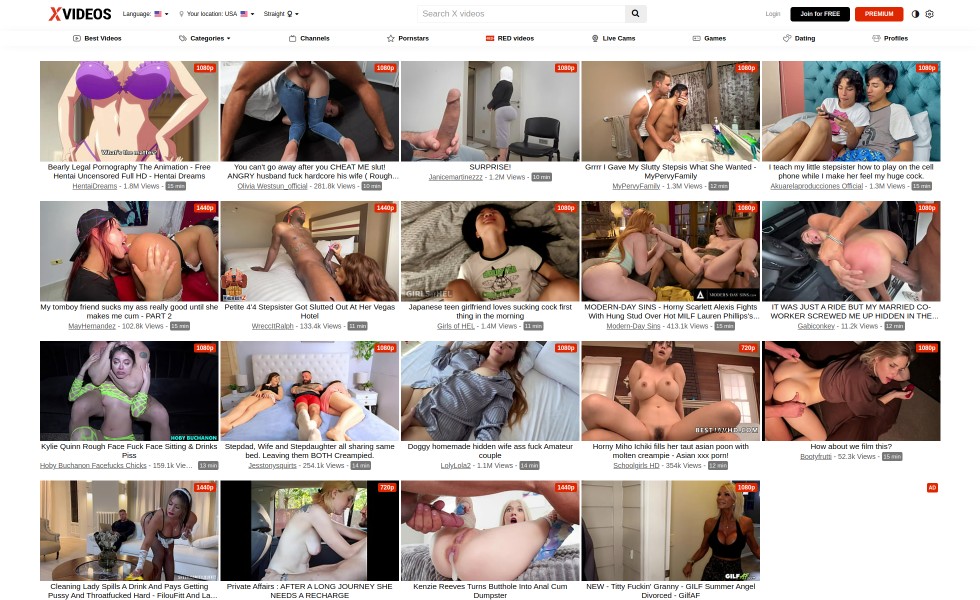 XVIDEOS
Language:
Your location: USA
Straight
Search X videos
Login
Join for FREE
PREMIUM
Best Videos
Categories
Channels
Pornstars
RED videos
Live Cams
Games
Dating
Profiles
1080p
What's the matter?
Bearly Legal Pornography The Animation - Free
Hentai Uncensored Full HD - Hentai Dreams
HentaiDreams - 1.8M Views - 15 min
1080p
You can't go away after you CHEAT ME slut!
ANGRY husband fuck hardcore his wife ( Rough...
Olivia Westsun_official - 281.8k Views - 10 min
1080p
SURPRISE!
Janicemartinezzz - 1.2M Views - 10 min
1080p
Grrrr I Gave My Slutty Stepsis What She Wanted -
MyPervyFamily
MyPervyFamily - 1.3M Views - 12 min
1080p
I teach my little stepsister how to play on the cell
phone while I make her feel my huge cock.
Akuarelaproducciones Official - 1.3M Views - 15 min
1440p
My tomboy friend sucks my ass really good until she
makes me cum - PART 2
MayHernandez - 102.8k Views - 15 min
1440p
Petite 4'4 Stepsister Got Slutted Out At Her Vegas
Hotel
WreccItRalph - 133.4k Views - 11 min
1080p
GIRLS HEL
Japanese teen girlfriend loves sucking cock first
thing in the morning
Girls of HEL - 1.4M Views - 11 min
1080p
MODERN DAY SINS
MODERN-DAY SINS - Horny Scarlett Alexis Fights
With Hung Stud Over Hot MILF Lauren Phillips's...
Modern-Day Sins - 413.1k Views - 15 min
1080p
IT WAS JUST A RIDE BUT MY MARRIED CO-
WORKER SCREWED ME UP HIDDEN IN THE...
Gabiconkey - 11.2k Views - 12 min
1080p
HOBY BUCHANON
Kylie Quinn Rough Face Fuck Face Siting & Drinks
Piss
Hoby Buchanon Facefucks Chicks - 159.1k Vie... - 13 min
1080p
Stepdad, Wife and Stepdaughter all sharing same
bed. Leaving them BOTH Creampied.
Jesstonysquirts - 254.1k Views - 14 min
1080p
Doggy homemade hidden wife ass fuck Amateur
couple
LolyLola2 - 1.1M Views - 14 min
720p
Horny Miho Ichiki fills her taut asian poon with
molten creampie - Asian xxx porn!
Schoolgirls HD - 354k Views - 12 min
1080p
How about we film this?
Bootyfrutti - 52.3k Views - 15 min
1440p
Cleaning Lady Spills A Drink And Pays Getting
Pussy And Throatfucked Hard - FilouFitt And La...
720p
Private Affairs : AFTER A LONG JOURNEY SHE
NEEDS A RECHARGE
1440p
Kenzie Reeves Turns Butthole Into Anal Cum
Dumpster
1080p
NEW - Titty Fuckin' Granny - GILF Summer Angel
Divorced - GilfAF
AD